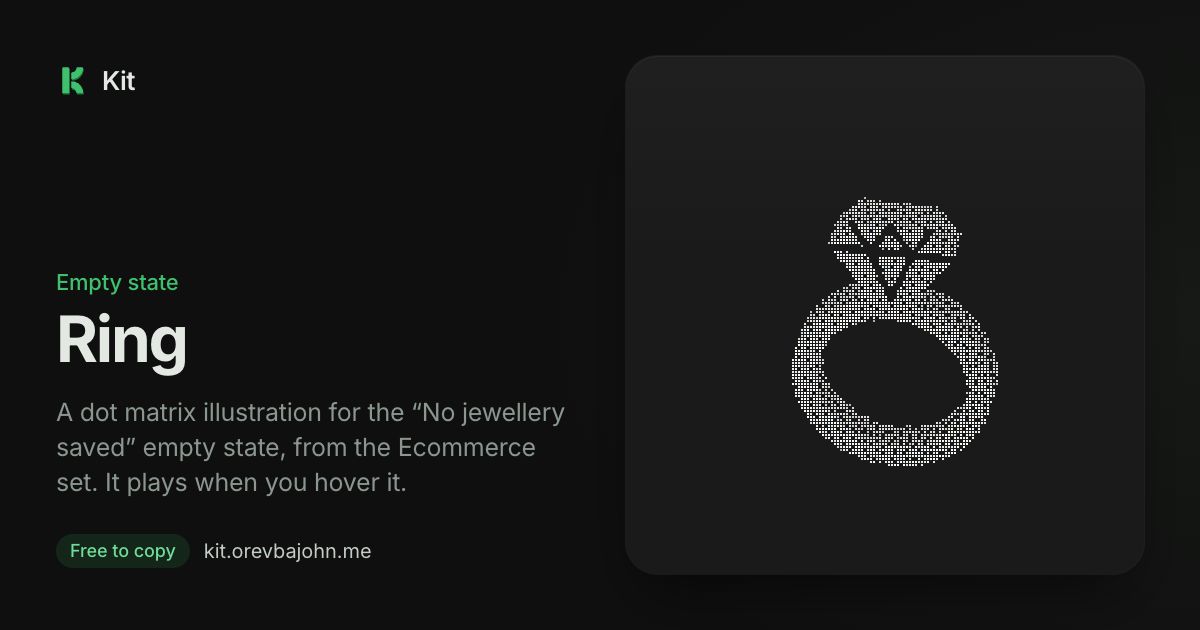 Kit
Empty state
Ring
A dot matrix illustration for the “No jewellery
saved” empty state, from the Ecommerce
set. It plays when you hover it.
Free to copy
kit.orevbajohn.me